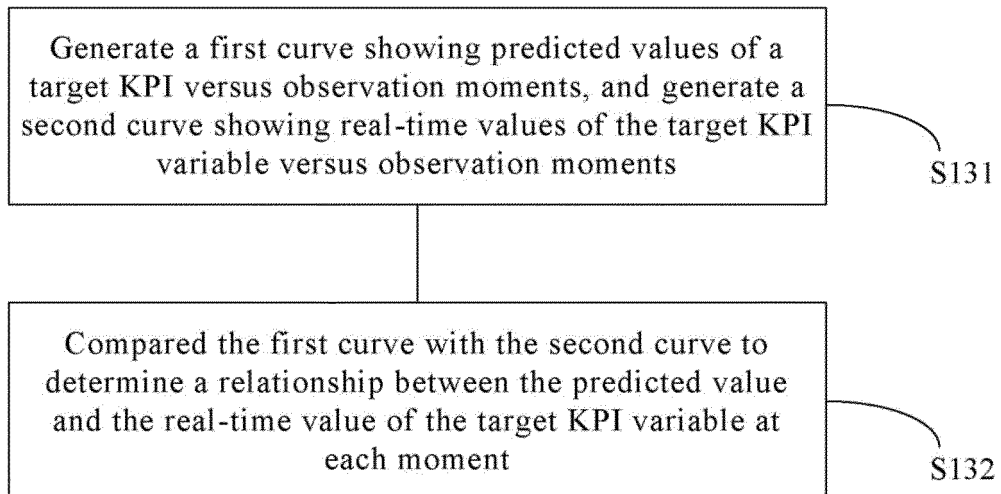 Generate a first curve showing predicted values of a
target KPI versus observation moments, and generate a
second curve showing real-time values of the target KPI
variable versus observation moments
S131
Compared the first curve with the second curve to
determine a relationship between the predicted value
and the real-time value of the target KPI variable at
each moment
S132